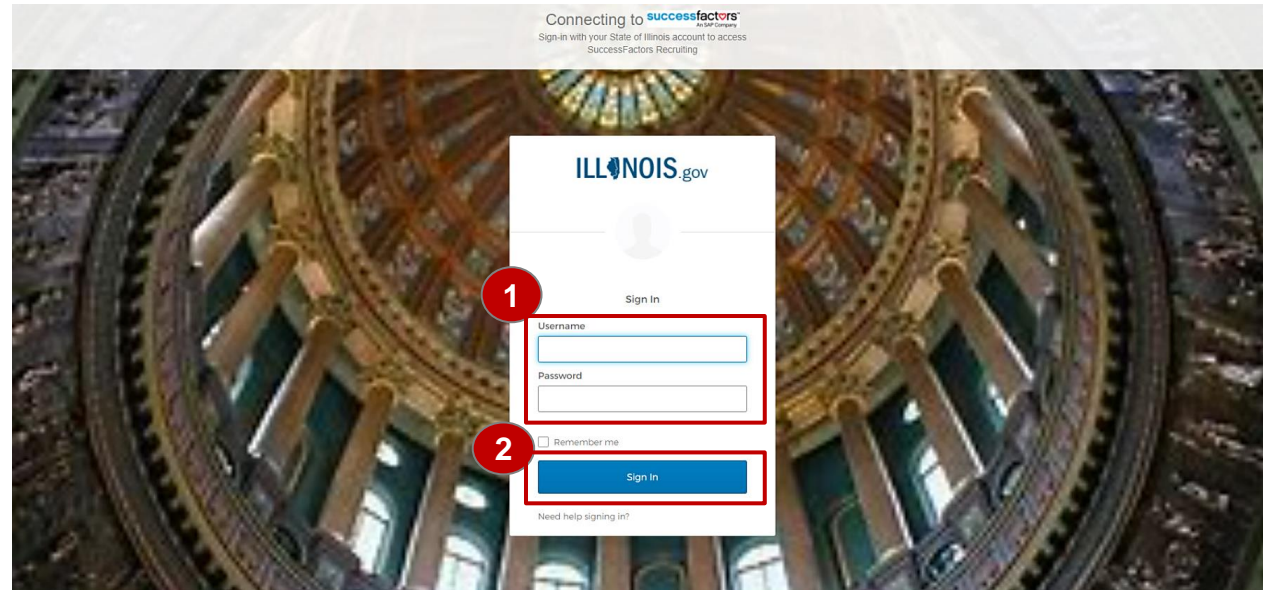 Connecting to successfactors
An SAP Company
Sign-in with your State of Illinois account to access
SuccessFactors Recruiting
ILLINOIS.gov
1
Sign In
Username
Password
2
Remember me
Sign In
Need help signing in?